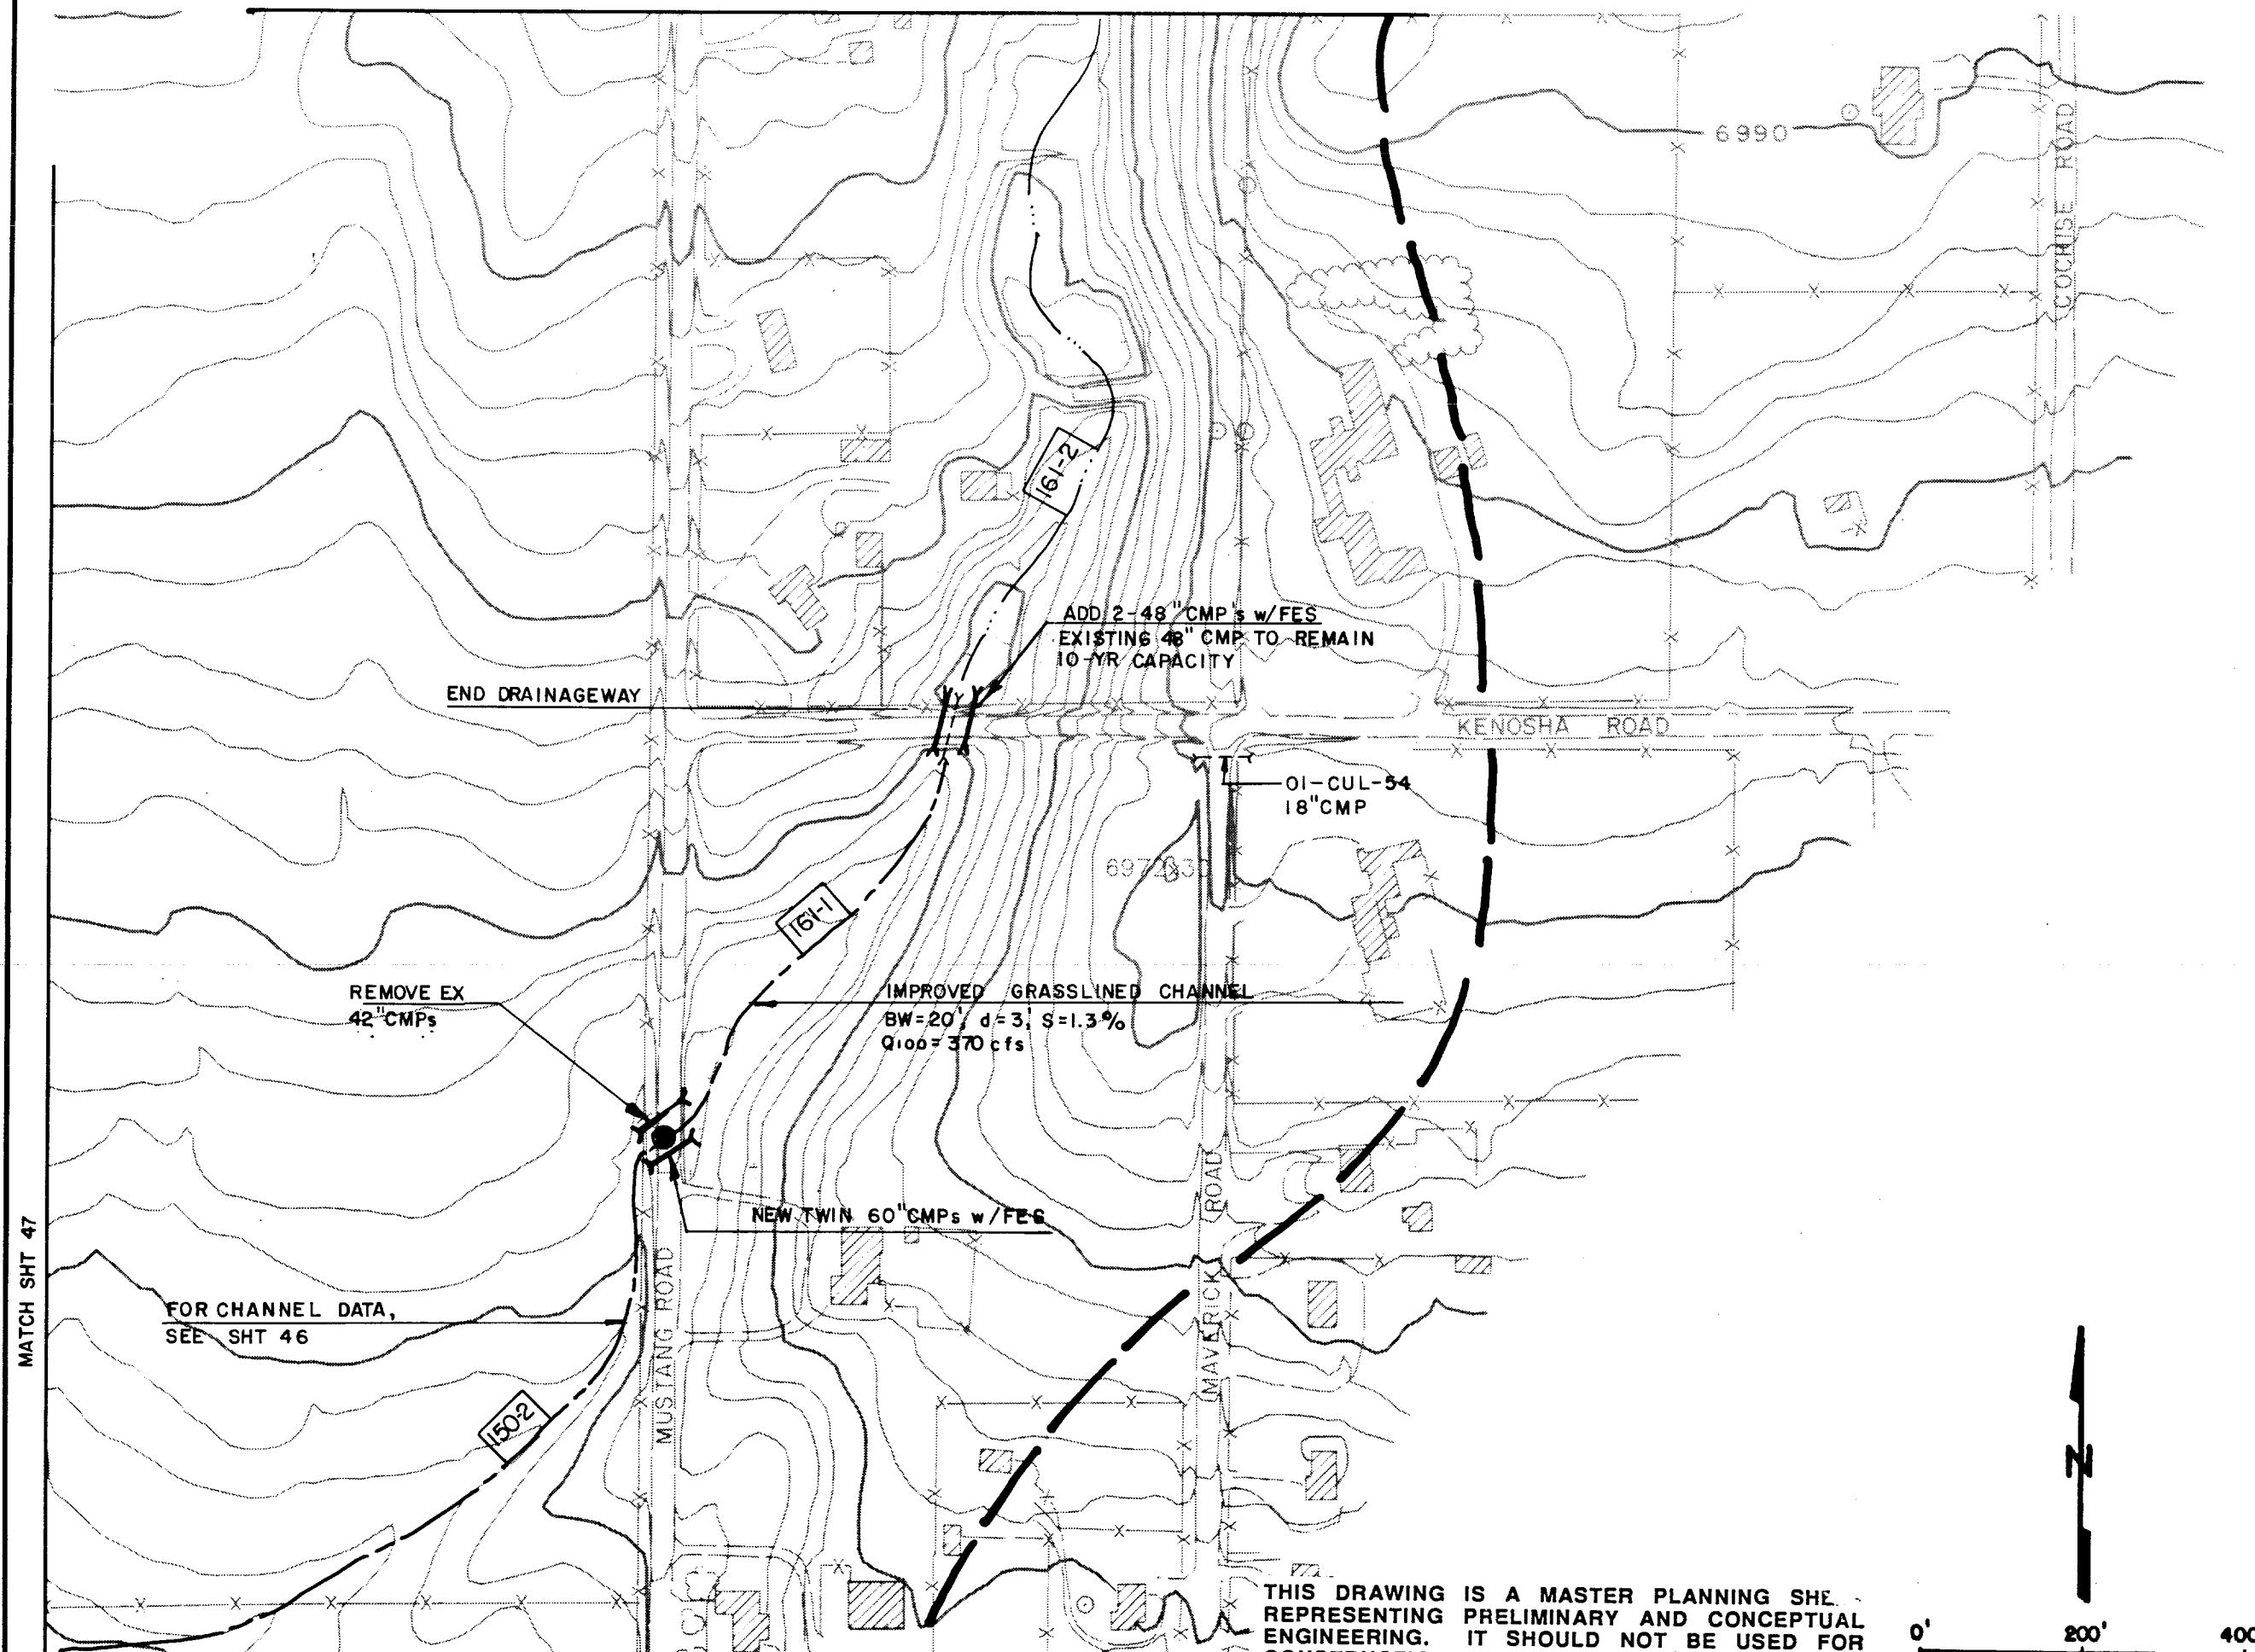 6990
COCHISE ROAD
161-2
ADD 2-48"CMP's w/FES
EXISTING 48" CMP TO REMAIN
10-YR CAPACITY
END DRAINAGEWAY
KENOSHA ROAD
01-CUL-54
18"CMP
161-1
REMOVE EX
42"CMPs
IMPROVED GRASSLINED CHANNEL
BW=20', d=3', S=1.3%
Q100=370 cfs
NEW TWIN 60"CMPs w/FES
MATCH SHT 47
FOR CHANNEL DATA,
SEE SHT 46
MUSTANG ROAD
MAVERICK ROAD
150-2
N
THIS DRAWING IS A MASTER PLANNING
REPRESENTING PRELIMINARY AND CONCEPTUAL
ENGINEERING. IT SHOULD NOT BE USED FOR
0' 200' 400